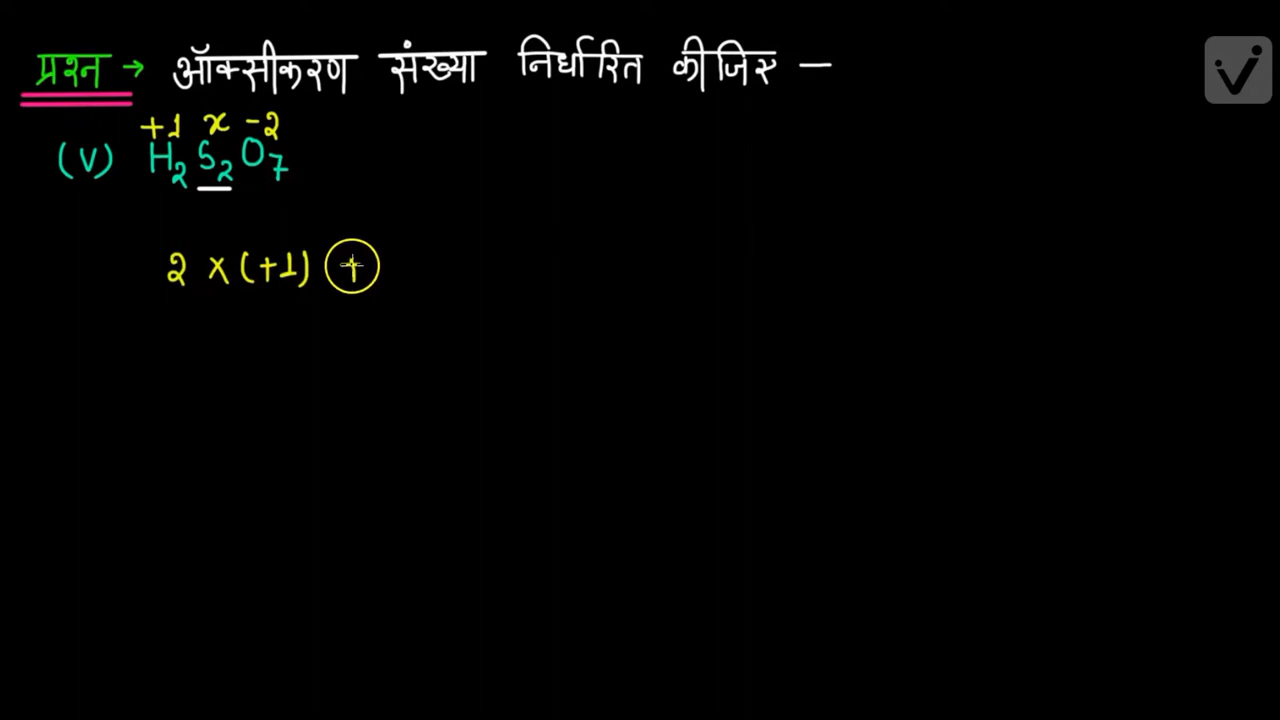 प्रश्न → ऑक्सीकरण संख्या निर्धारित कीजिए —
+1 x -2
(V) H₂S₂O₇
2 × (+1) +